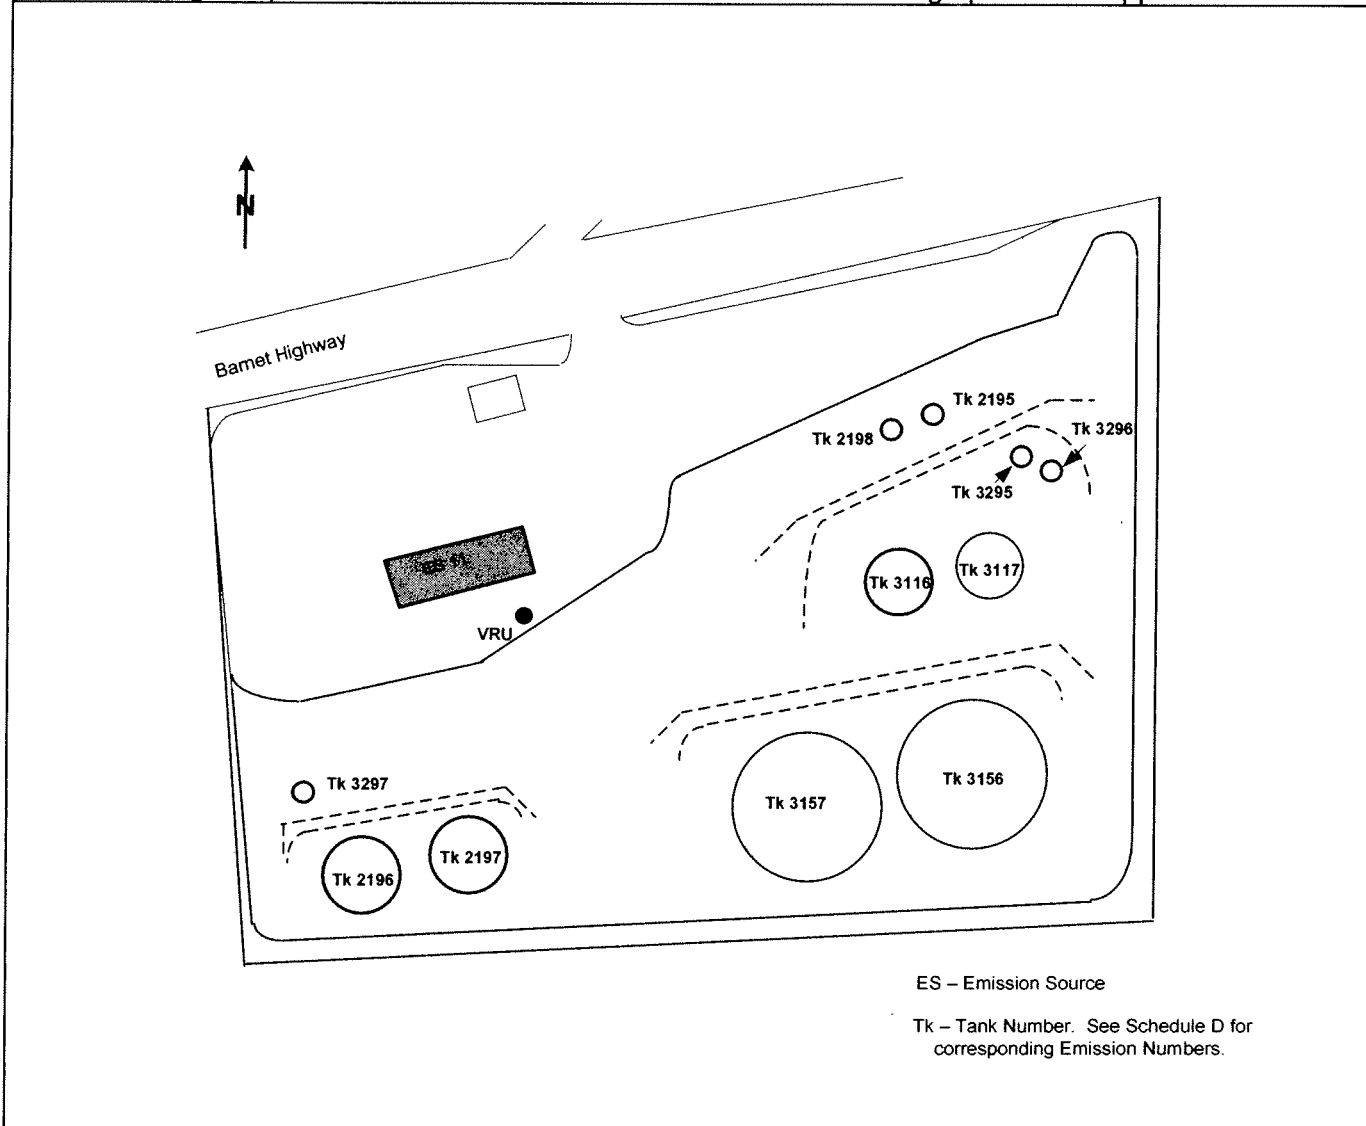 N
Barnet Highway
Tk 2195
Tk 2198
Tk 3296
Tk 3295
Tk 3116
Tk 3117
VRU
Tk 3297
Tk 3157
Tk 3156
Tk 2196
Tk 2197
ES – Emission Source
Tk – Tank Number. See Schedule D for
corresponding Emission Numbers.